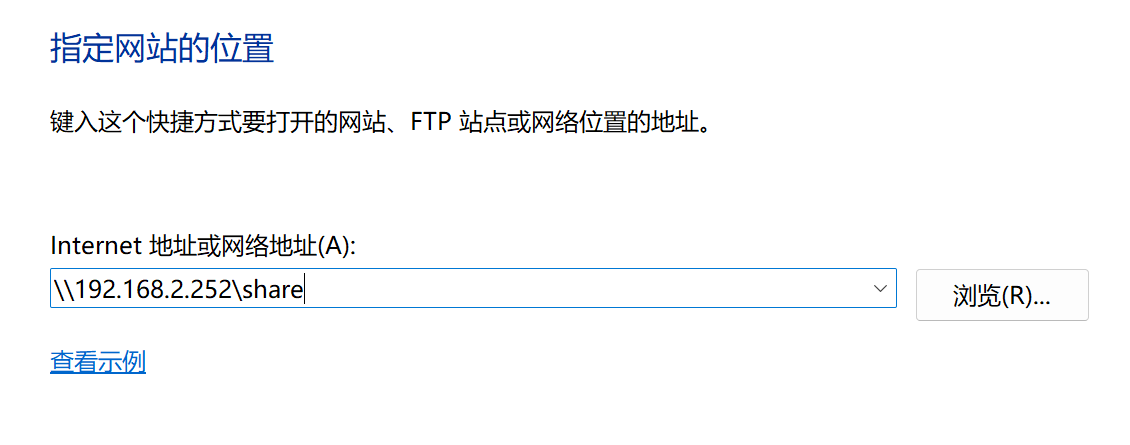 指定网站的位置
键入这个快捷方式要打开的网站、FTP 站点或网络位置的地址。
Internet 地址或网络地址(A):
\\192.168.2.252\share
浏览(R)...
查看示例